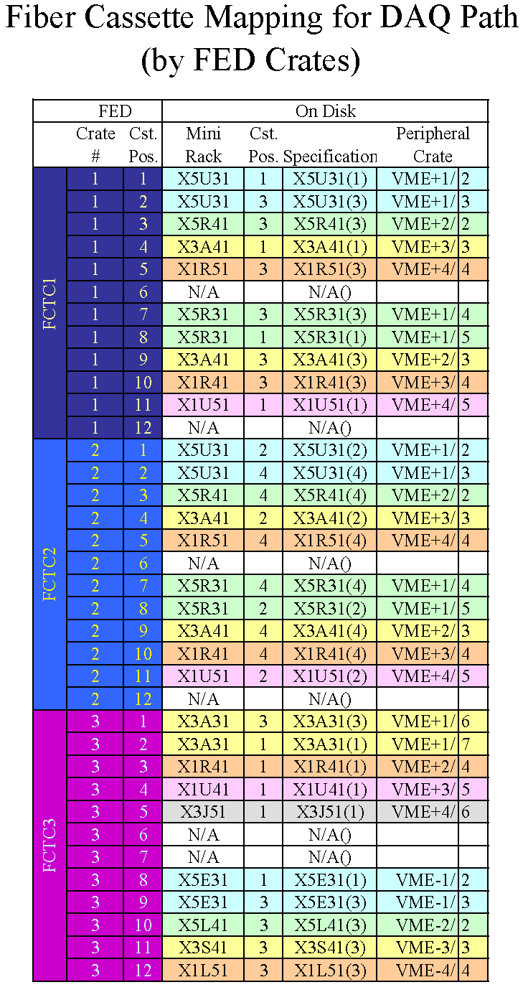 Fiber Cassette Mapping for DAQ Path
(by FED Crates)
FED On Disk
Crate Cst. Mini Cst. Peripheral
# Pos. Rack Pos. Specification Crate
FCTC1
1 1 X5U31 1 X5U31(1) VME+1/ 2
1 2 X5U31 3 X5U31(3) VME+1/ 3
1 3 X5R41 3 X5R41(3) VME+2/ 2
1 4 X3A41 1 X3A41(1) VME+3/ 3
1 5 X1R51 3 X1R51(3) VME+4/ 4
1 6 N/A N/A()
1 7 X5R31 3 X5R31(3) VME+1/ 4
1 8 X5R31 1 X5R31(1) VME+1/ 5
1 9 X3A41 3 X3A41(3) VME+2/ 3
1 10 X1R41 3 X1R41(3) VME+3/ 4
1 11 X1U51 1 X1U51(1) VME+4/ 5
1 12 N/A N/A()
FCTC2
2 1 X5U31 2 X5U31(2) VME+1/ 2
2 2 X5U31 4 X5U31(4) VME+1/ 3
2 3 X5R41 4 X5R41(4) VME+2/ 2
2 4 X3A41 2 X3A41(2) VME+3/ 3
2 5 X1R51 4 X1R51(4) VME+4/ 4
2 6 N/A N/A()
2 7 X5R31 4 X5R31(4) VME+1/ 4
2 8 X5R31 2 X5R31(2) VME+1/ 5
2 9 X3A41 4 X3A41(4) VME+2/ 3
2 10 X1R41 4 X1R41(4) VME+3/ 4
2 11 X1U51 2 X1U51(2) VME+4/ 5
2 12 N/A N/A()
FCTC3
3 1 X3A31 3 X3A31(3) VME+1/ 6
3 2 X3A31 1 X3A31(1) VME+1/ 7
3 3 X1R41 1 X1R41(1) VME+2/ 4
3 4 X1U41 1 X1U41(1) VME+3/ 5
3 5 X3J51 1 X3J51(1) VME+4/ 6
3 6 N/A N/A()
3 7 N/A N/A()
3 8 X5E31 1 X5E31(1) VME-1/ 2
3 9 X5E31 3 X5E31(3) VME-1/ 3
3 10 X5L41 3 X5L41(3) VME-2/ 2
3 11 X3S41 3 X3S41(3) VME-3/ 3
3 12 X1L51 3 X1L51(3) VME-4/ 4